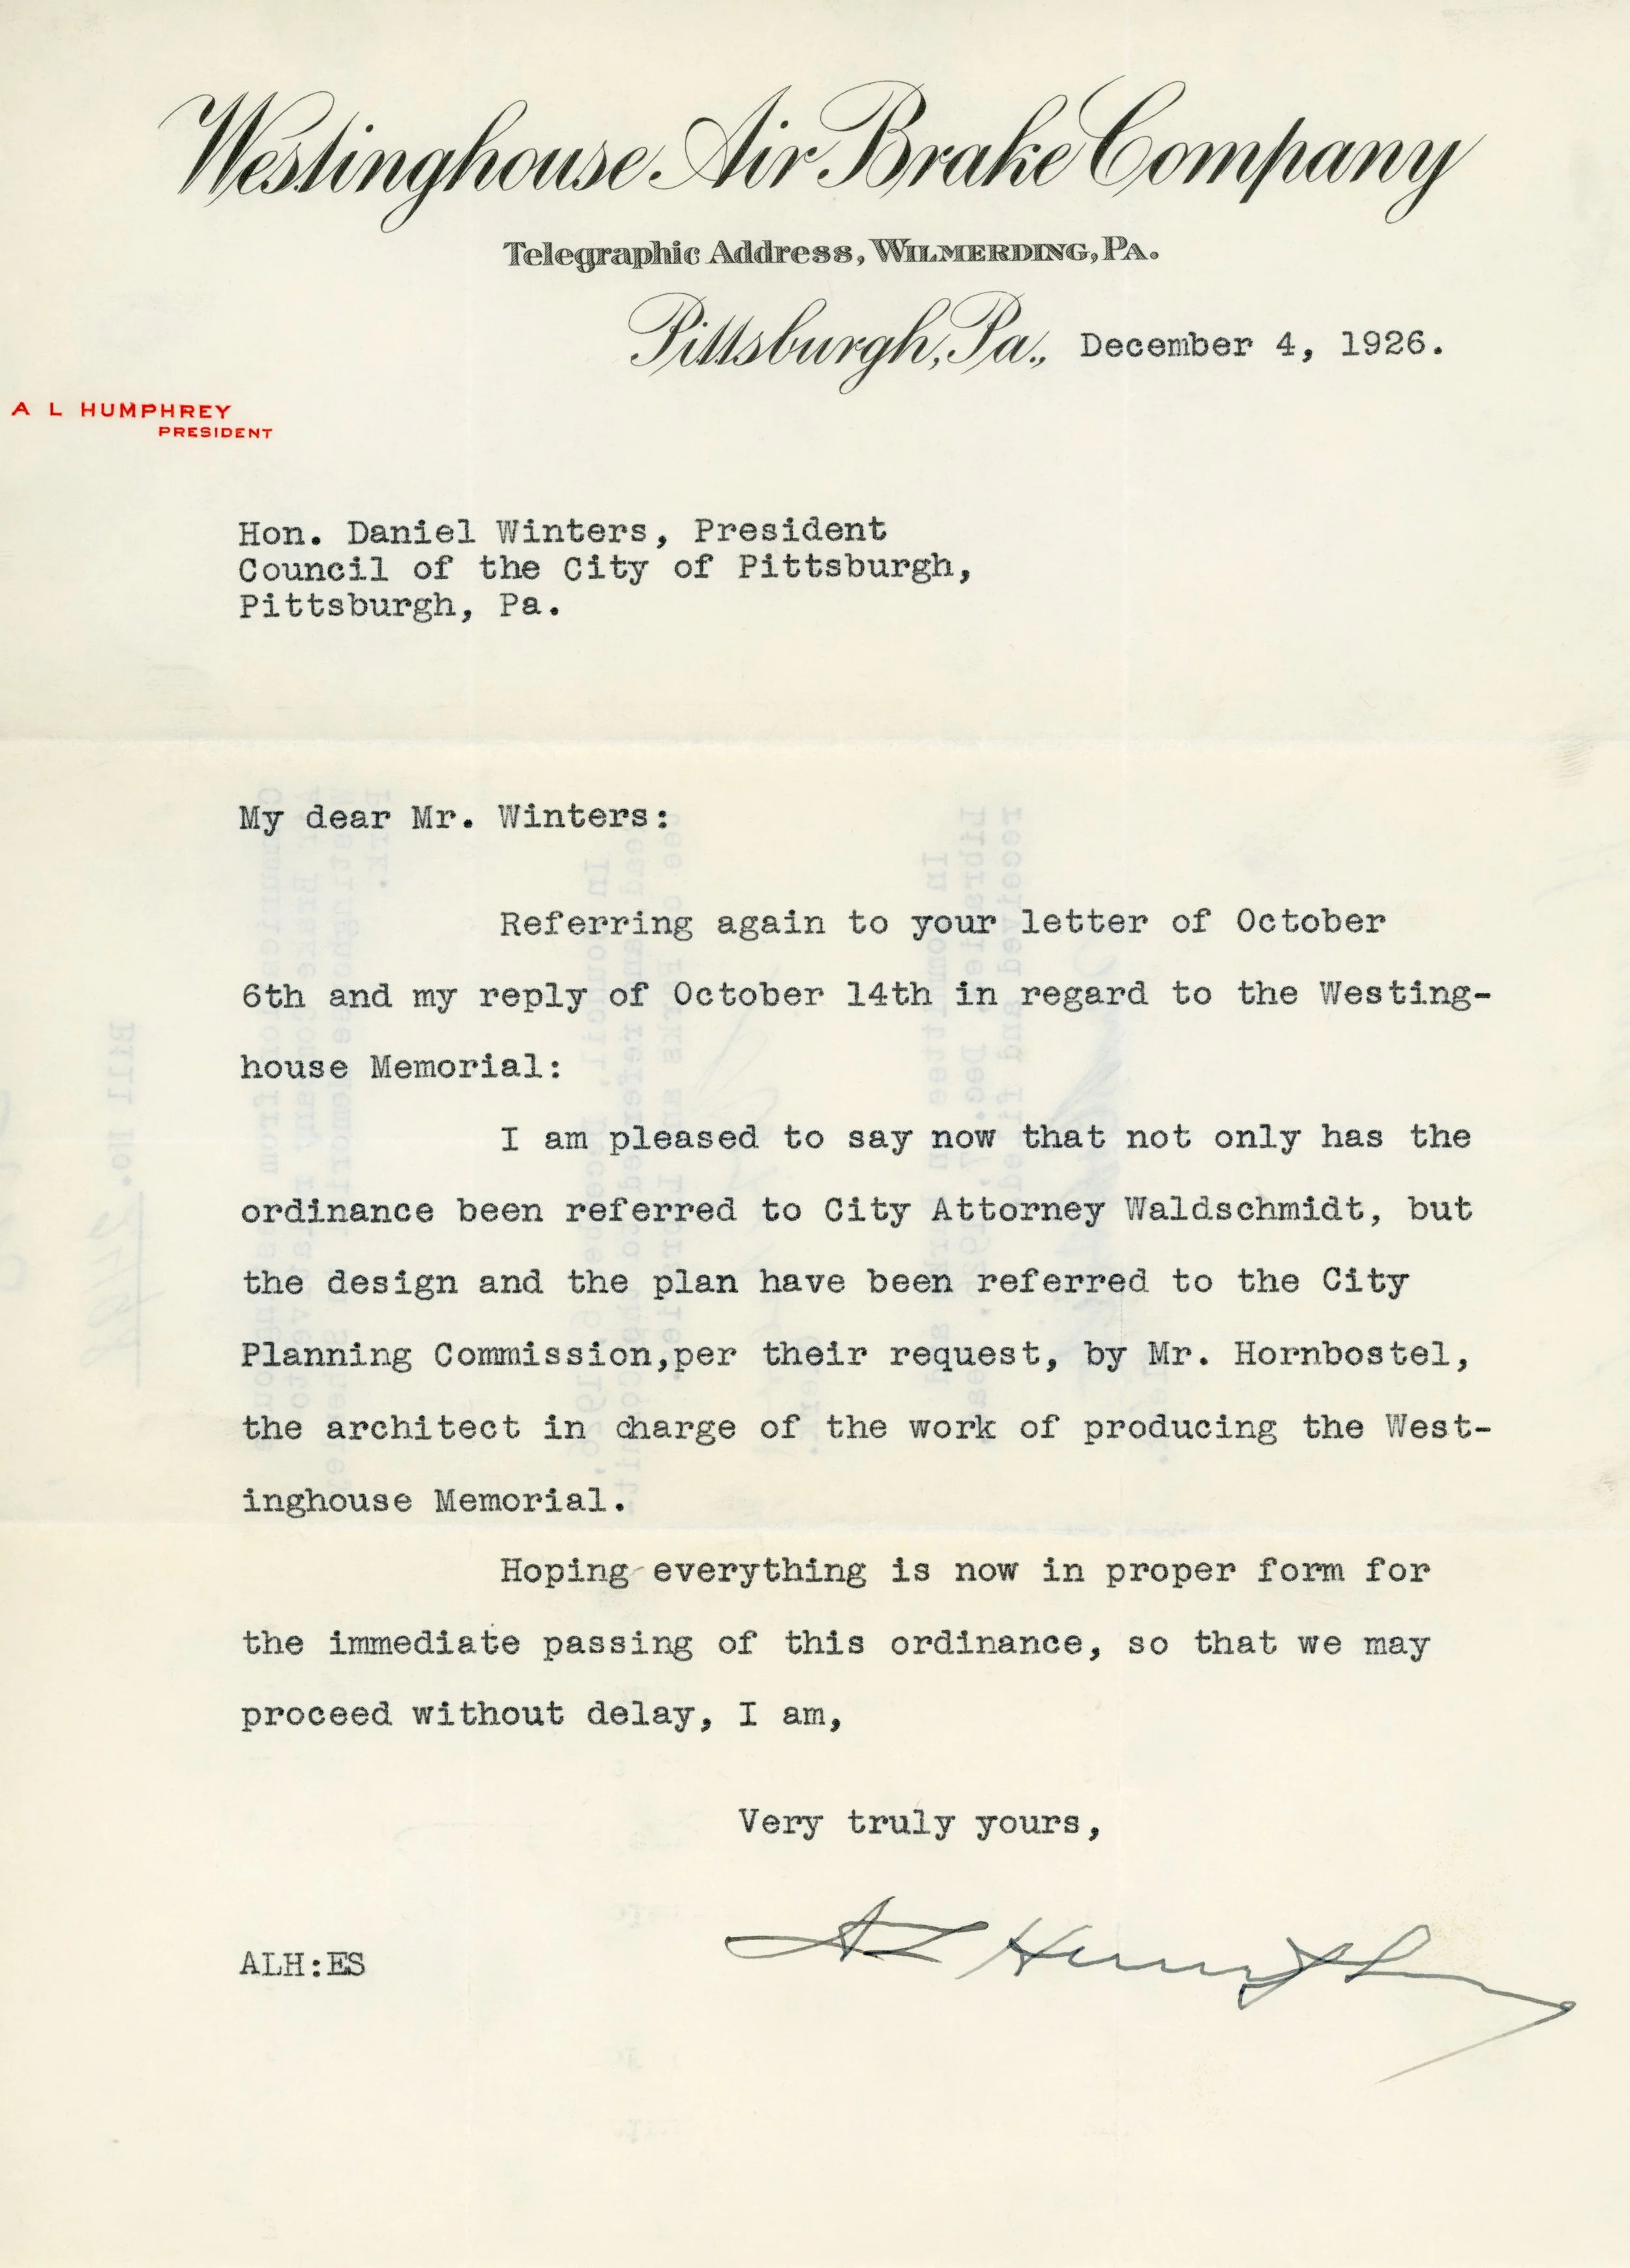 Westinghouse Air Brake Company
Telegraphic Address, WILMERDING, PA.
Pittsburgh, Pa., December 4, 1926.
A L HUMPHREY
PRESIDENT
Hon. Daniel Winters, President
Council of the City of Pittsburgh,
Pittsburgh, Pa.
My dear Mr. Winters:
Referring again to your letter of October
6th and my reply of October 14th in regard to the Westing-
house Memorial:
I am pleased to say now that not only has the
ordinance been referred to City Attorney Waldschmidt, but
the design and the plan have been referred to the City
Planning Commission,per their request, by Mr. Hornbostel,
the architect in charge of the work of producing the West-
inghouse Memorial.
Hoping everything is now in proper form for
the immediate passing of this ordinance, so that we may
proceed without delay, I am,
Very truly yours,
A L Humphrey
ALH:ES